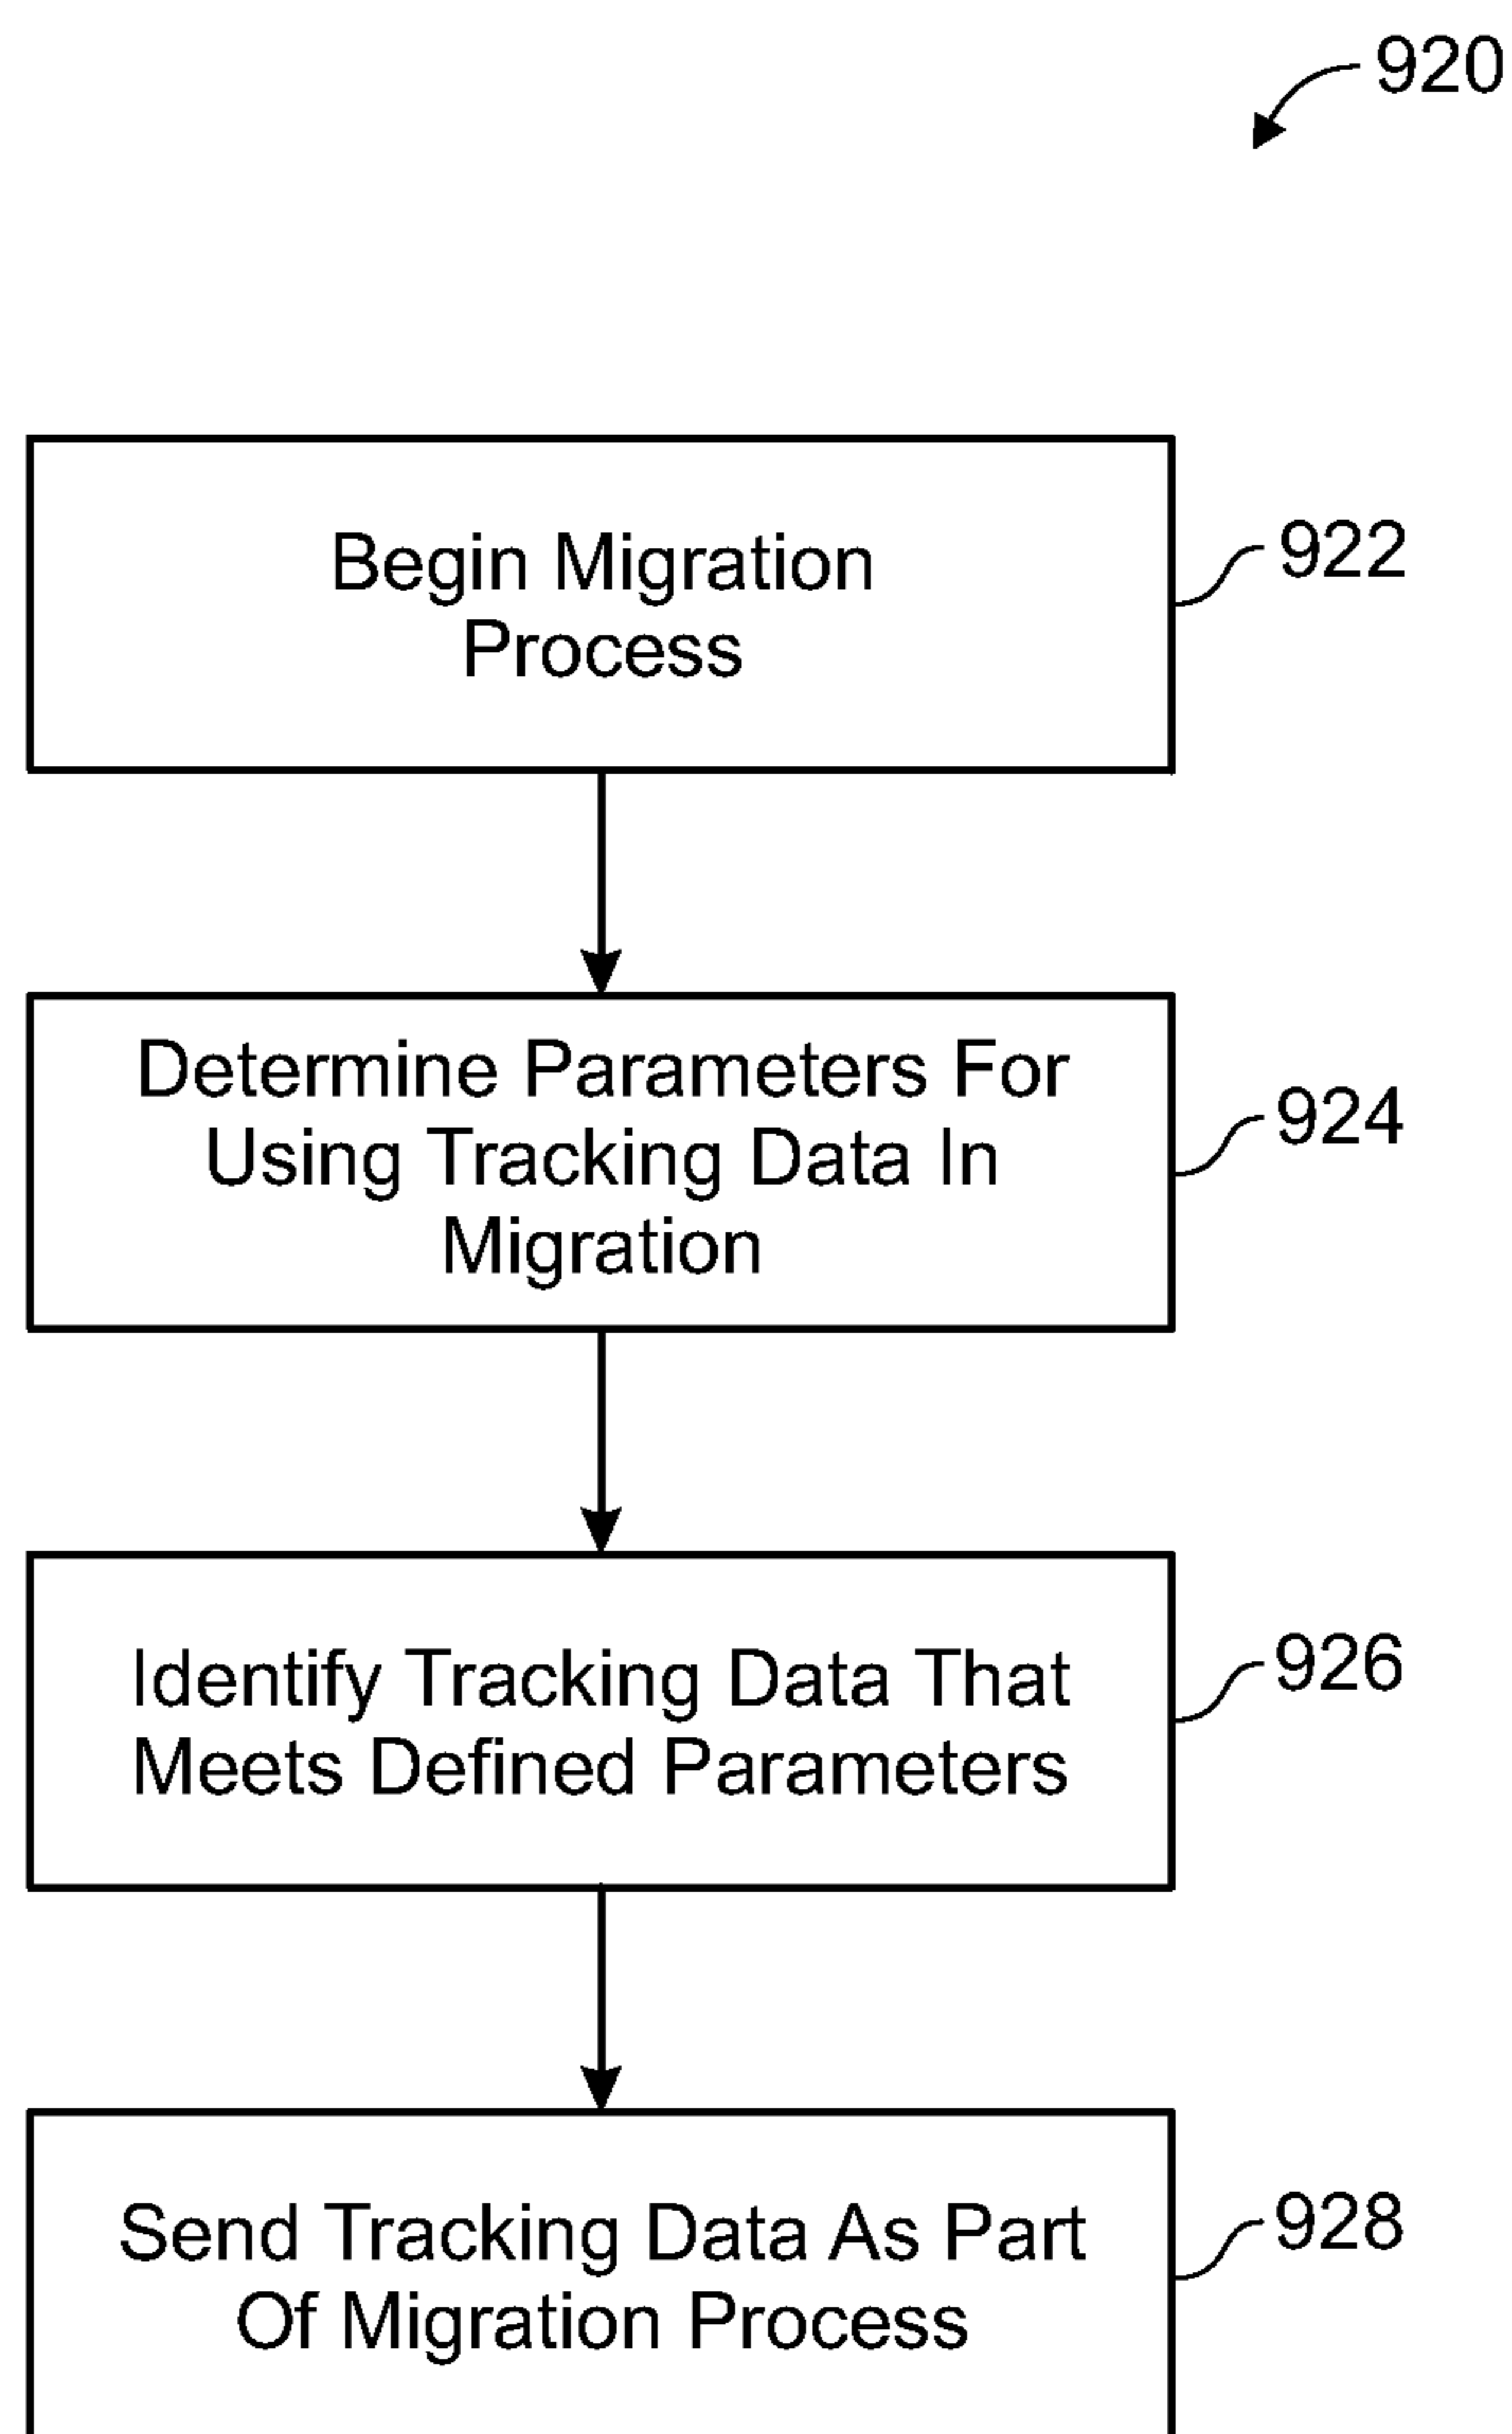 920
Begin Migration
Process
922
Determine Parameters For
Using Tracking Data In
Migration
924
Identify Tracking Data That
Meets Defined Parameters
926
Send Tracking Data As Part
Of Migration Process
928